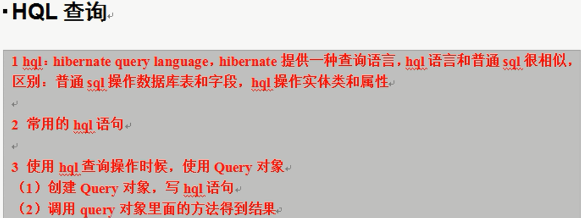 HQL 查询
1 hql：hibernate query language，hibernate 提供一种查询语言，hql 语言和普通 sql 很相似，
区别：普通 sql 操作数据库表和字段，hql 操作实体类和属性
2 常用的 hql 语句
3 使用 hql 查询操作时候，使用 Query 对象
（1）创建 Query 对象，写 hql 语句
（2）调用 query 对象里面的方法得到结果